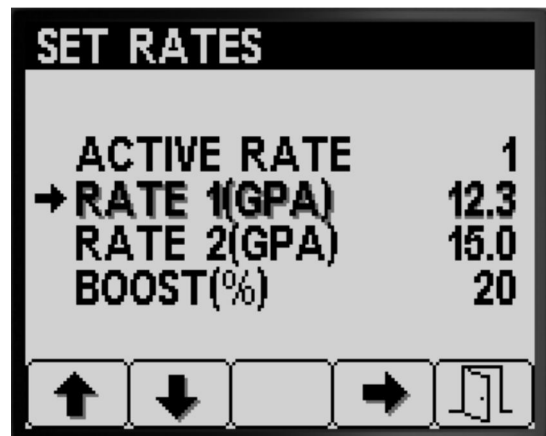 SET RATES
ACTIVE RATE 1
RATE 1(GPA) 12.3
RATE 2(GPA) 15.0
BOOST(%) 20